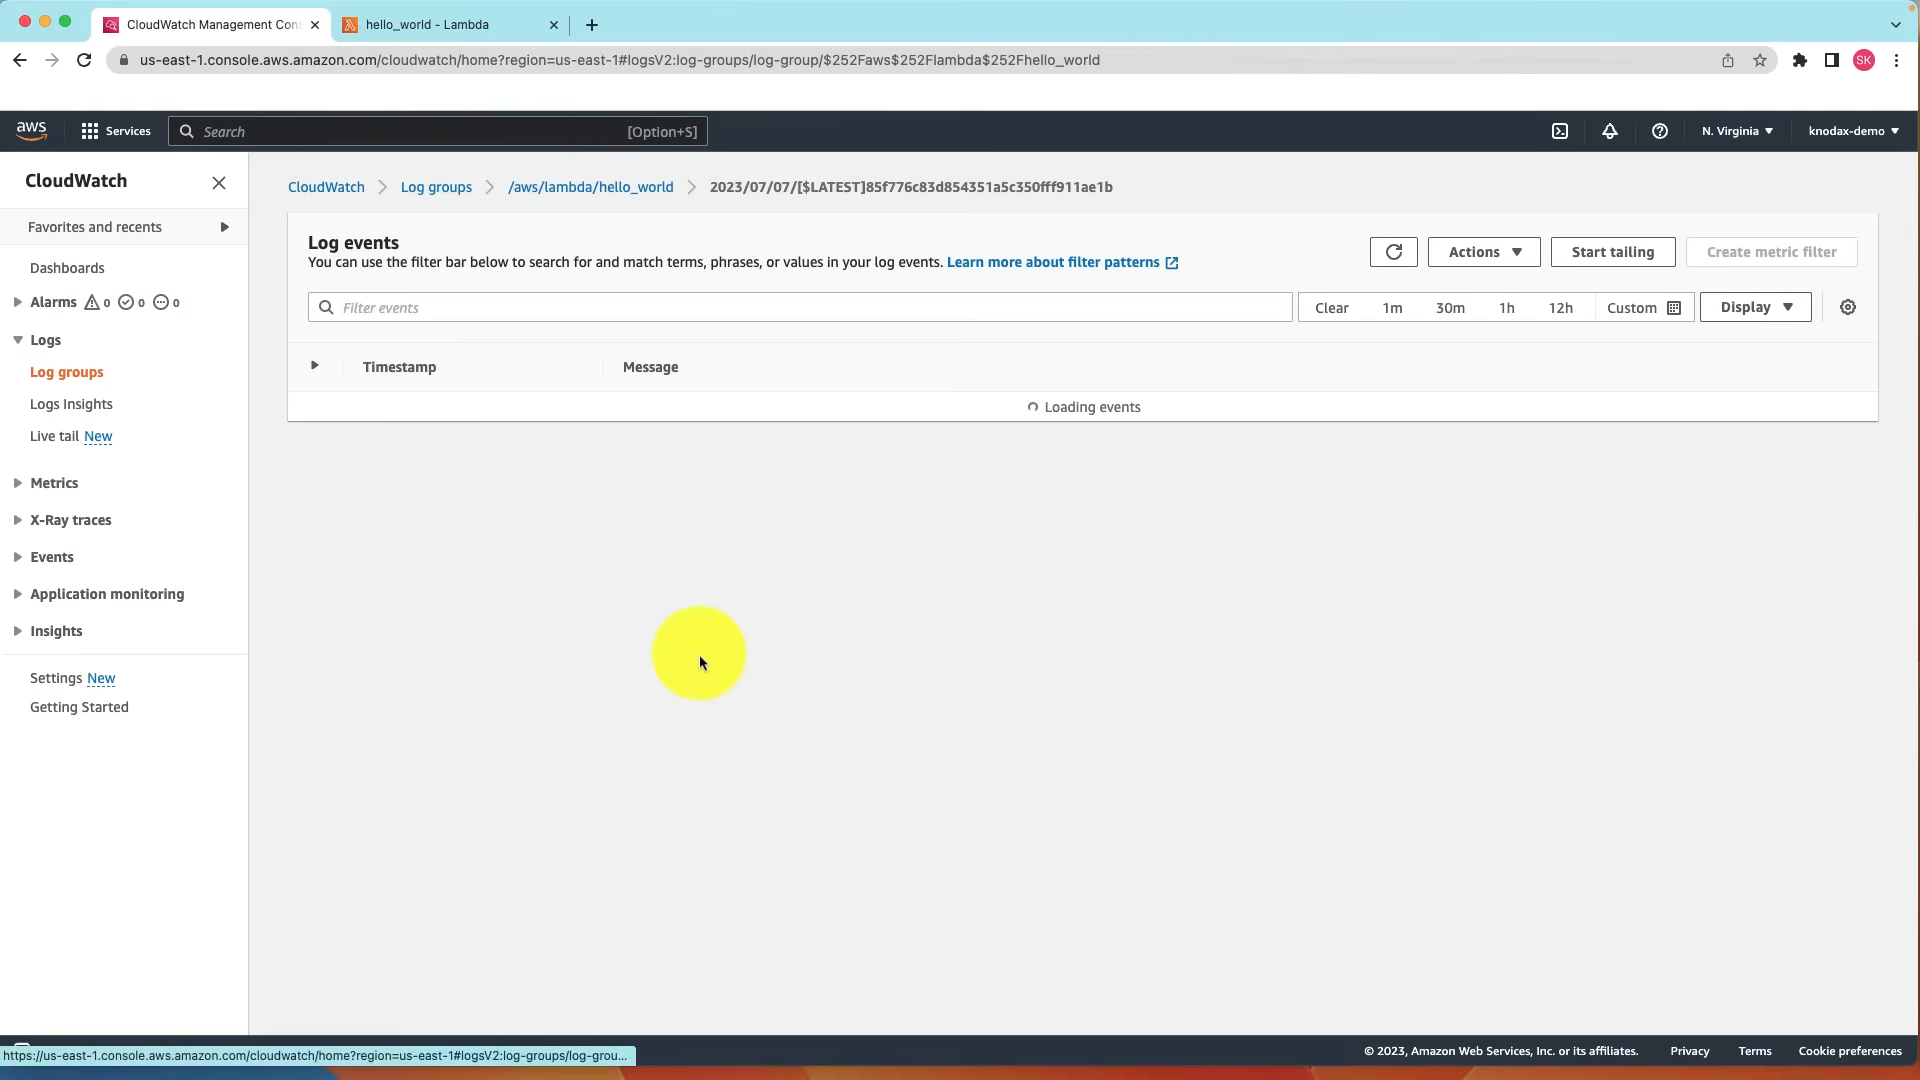 CloudWatch Management Con
hello_world - Lambda
us-east-1.console.aws.amazon.com/cloudwatch/home?region=us-east-1#logsV2:log-groups/log-group/$252Faws$252Flambda$252Fhello_world
SK
aws
Services
Search
[Option+S]
N. Virginia
knodax-demo
CloudWatch
Favorites and recents
Dashboards
Alarms 0 0 0
Logs
Log groups
Logs Insights
Live tail New
Metrics
X-Ray traces
Events
Application monitoring
Insights
Settings New
Getting Started
CloudWatch
Log groups
/aws/lambda/hello_world
2023/07/07/[$LATEST]85f776c83d854351a5c350fff911ae1b
Log events
You can use the filter bar below to search for and match terms, phrases, or values in your log events. Learn more about filter patterns
Actions
Start tailing
Create metric filter
Filter events
Clear
1m
30m
1h
12h
Custom
Display
Timestamp
Message
Loading events
https://us-east-1.console.aws.amazon.com/cloudwatch/home?region=us-east-1#logsV2:log-groups/log-grou...
© 2023, Amazon Web Services, Inc. or its affiliates.
Privacy
Terms
Cookie preferences